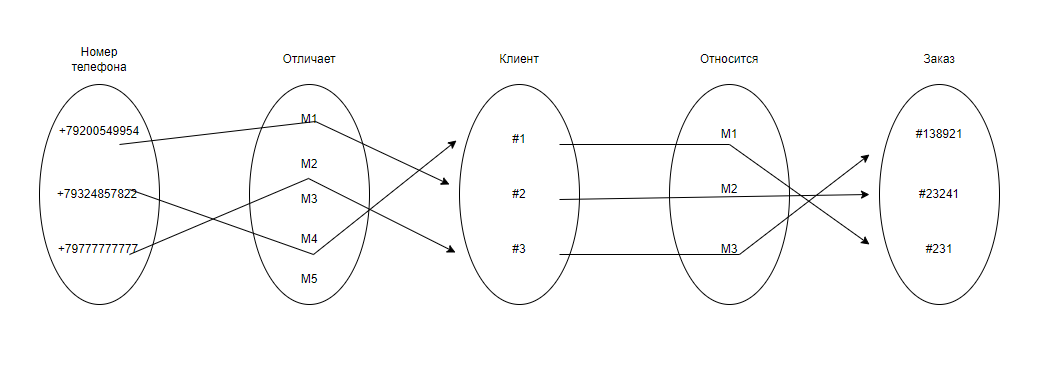 Номер
телефона
Отличает
Клиент
Относится
Заказ
+79200549954
+79324857822
+79777777777
M1
M2
M3
M4
M5
#1
#2
#3
M1
M2
M3
#138921
#23241
#231